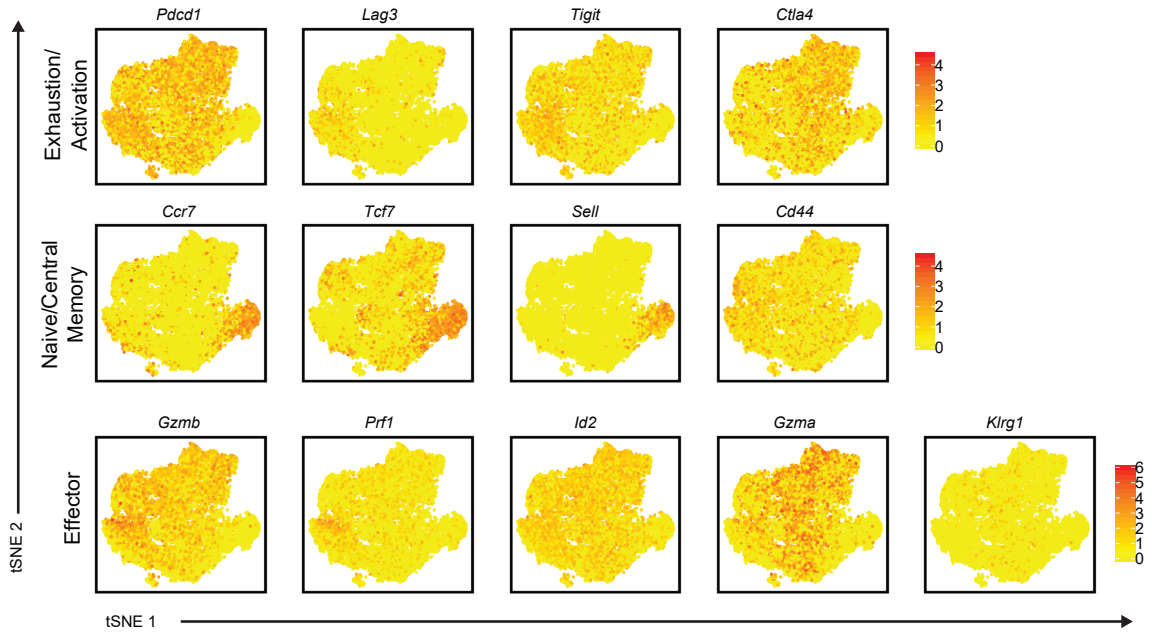 Pdcd1
Lag3
Tigit
Ctla4
Exhaustion/
Activation
4
3
2
1
0
Ccr7
Tcf7
Sell
Cd44
Naive/Central
Memory
4
3
2
1
0
Gzmb
Prf1
Id2
Gzma
Klrg1
Effector
6
5
4
3
2
1
0
tSNE 2
tSNE 1